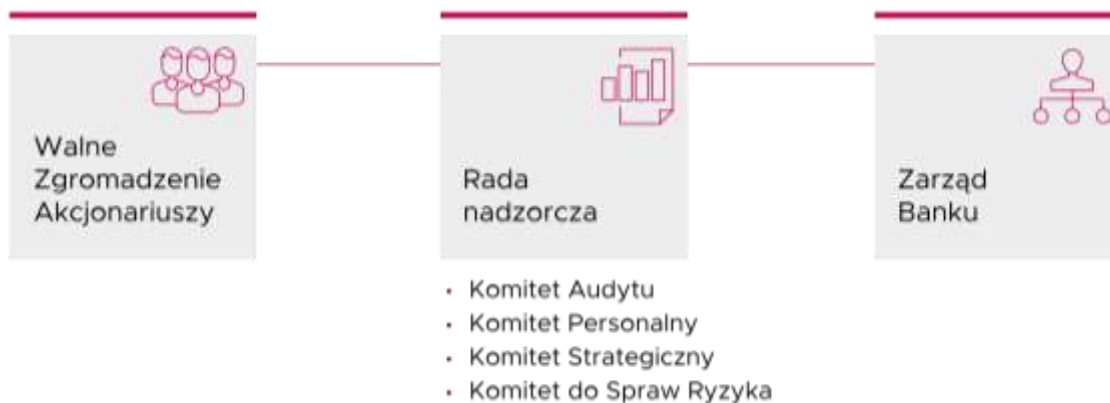 Walne
Zgromadzenie
Akcjonariuszy
Rada
nadzorcza
Zarząd
Banku
• Komitet Audytu
• Komitet Personalny
• Komitet Strategiczny
• Komitet do Spraw Ryzyka